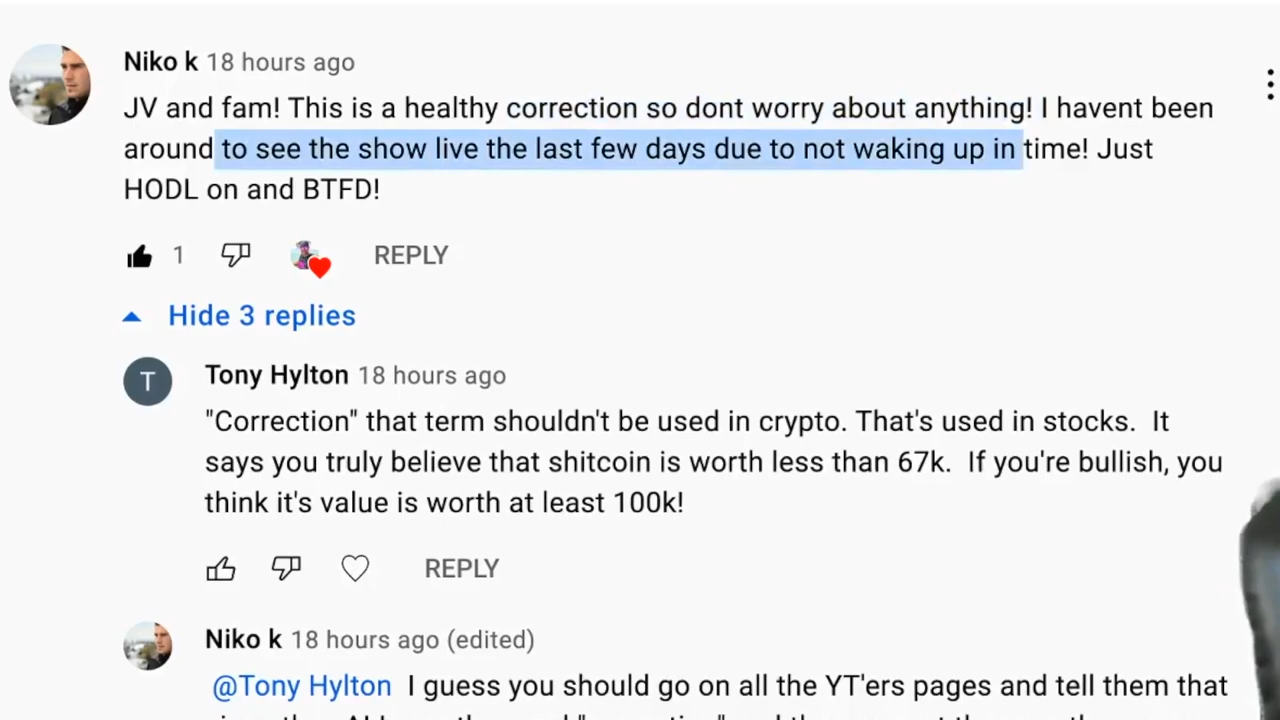 Niko k 18 hours ago
JV and fam! This is a healthy correction so dont worry about anything! I havent been
around to see the show live the last few days due to not waking up in time! Just
HODL on and BTFD!
1 REPLY
Hide 3 replies
T
Tony Hylton 18 hours ago
"Correction" that term shouldn't be used in crypto. That's used in stocks.  It
says you truly believe that shitcoin is worth less than 67k.  If you're bullish, you
think it's value is worth at least 100k!
REPLY
Niko k 18 hours ago (edited)
@Tony Hylton  I guess you should go on all the YT'ers pages and tell them that